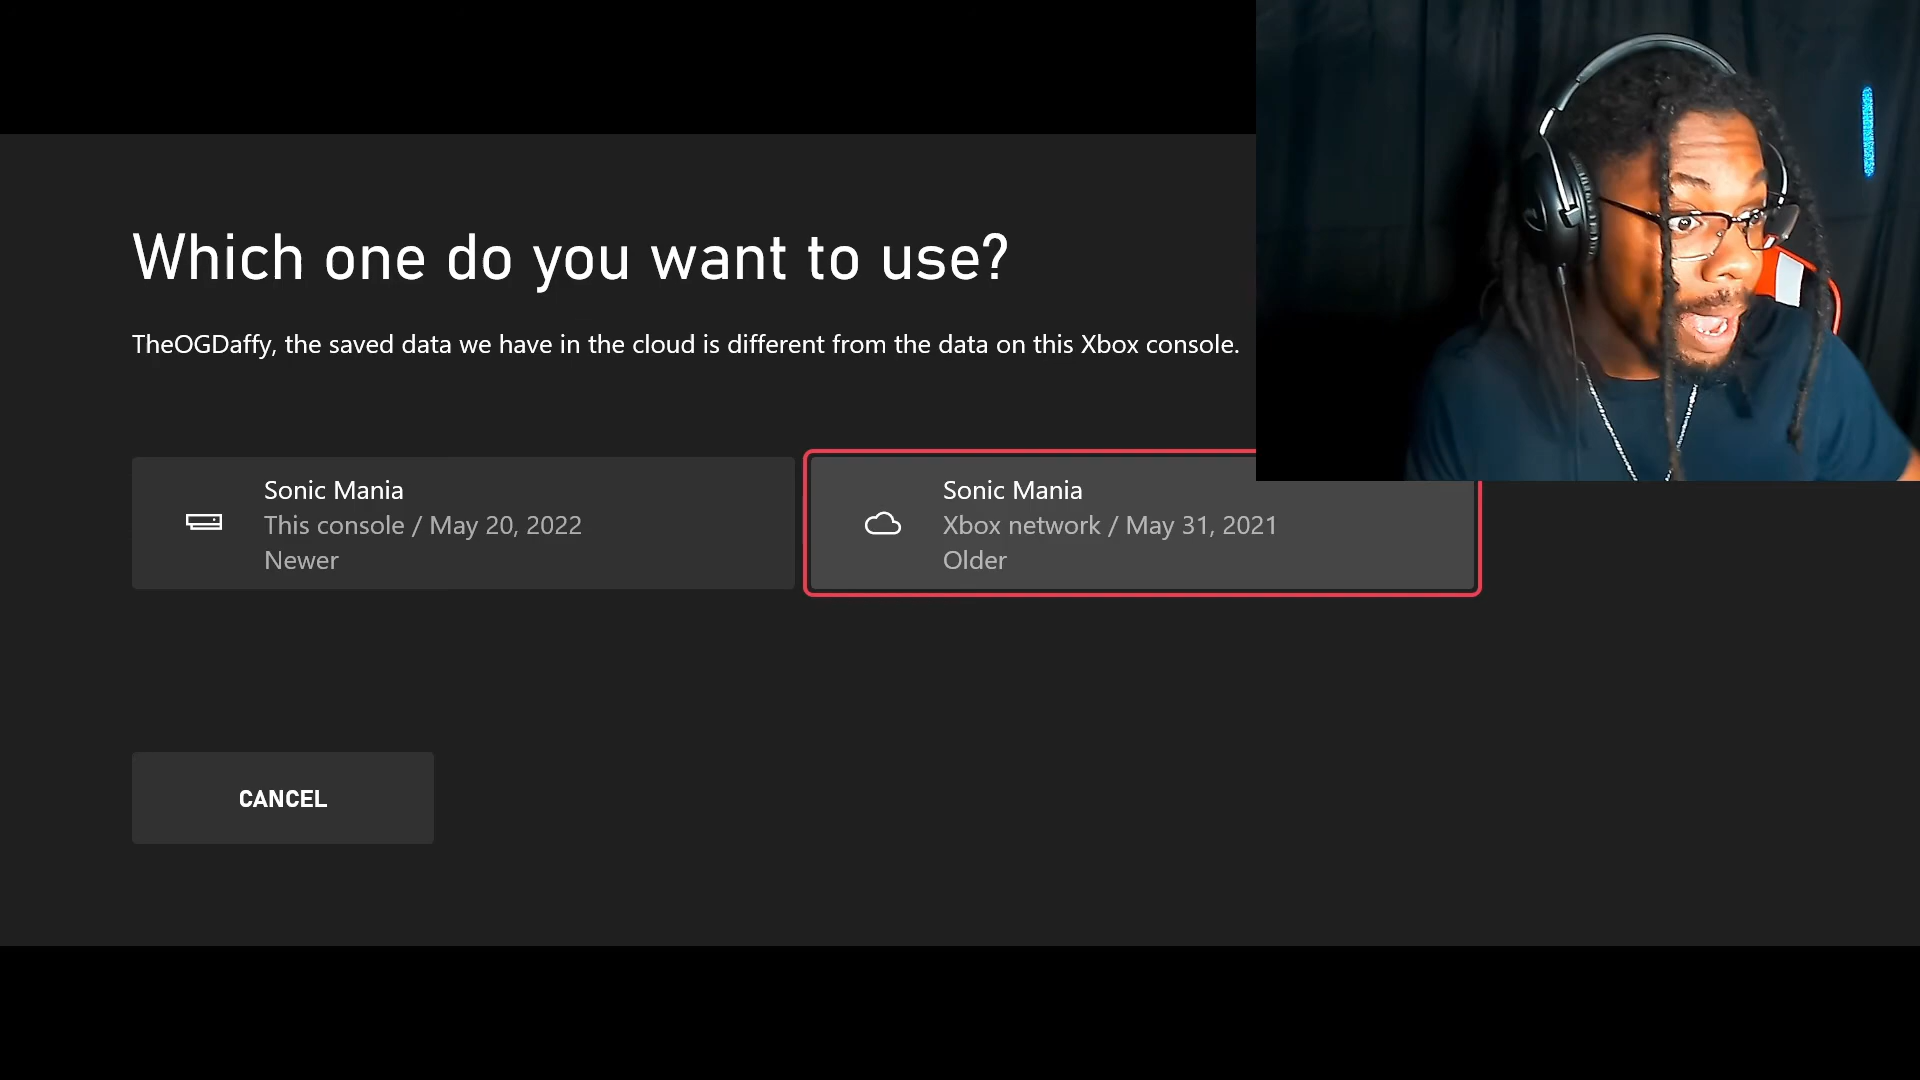 Which one do you want to use?
TheOGDaffy, the saved data we have in the cloud is different from the data on this Xbox console.
Sonic Mania
This console / May 20, 2022
Newer
Sonic Mania
Xbox network / May 31, 2021
Older
CANCEL